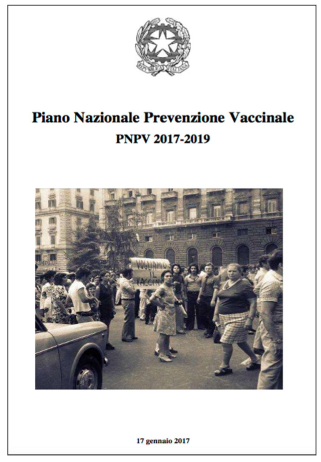 Piano Nazionale Prevenzione Vaccinale
PNPV 2017-2019
17 gennaio 2017